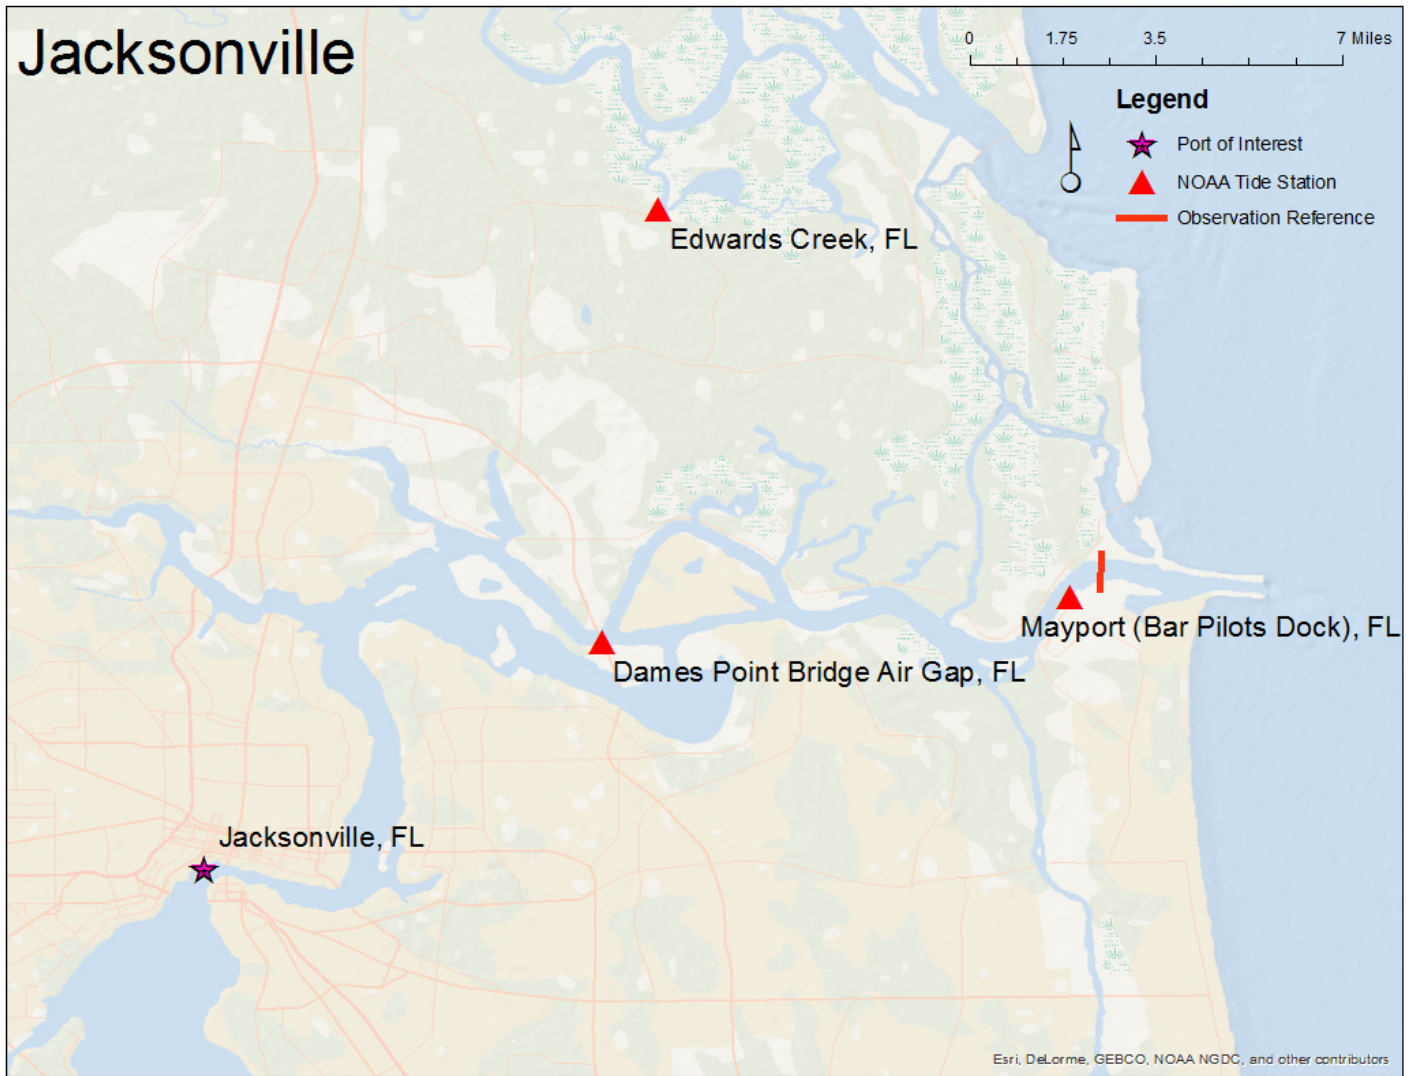 Jacksonville
0 1.75 3.5 7 Miles
Legend
Port of Interest
NOAA Tide Station
Observation Reference
Edwards Creek, FL
Mayport (Bar Pilots Dock), FL
Dames Point Bridge Air Gap, FL
Jacksonville, FL
Esri, DeLorme, GEBCO, NOAA NGDC, and other contributors